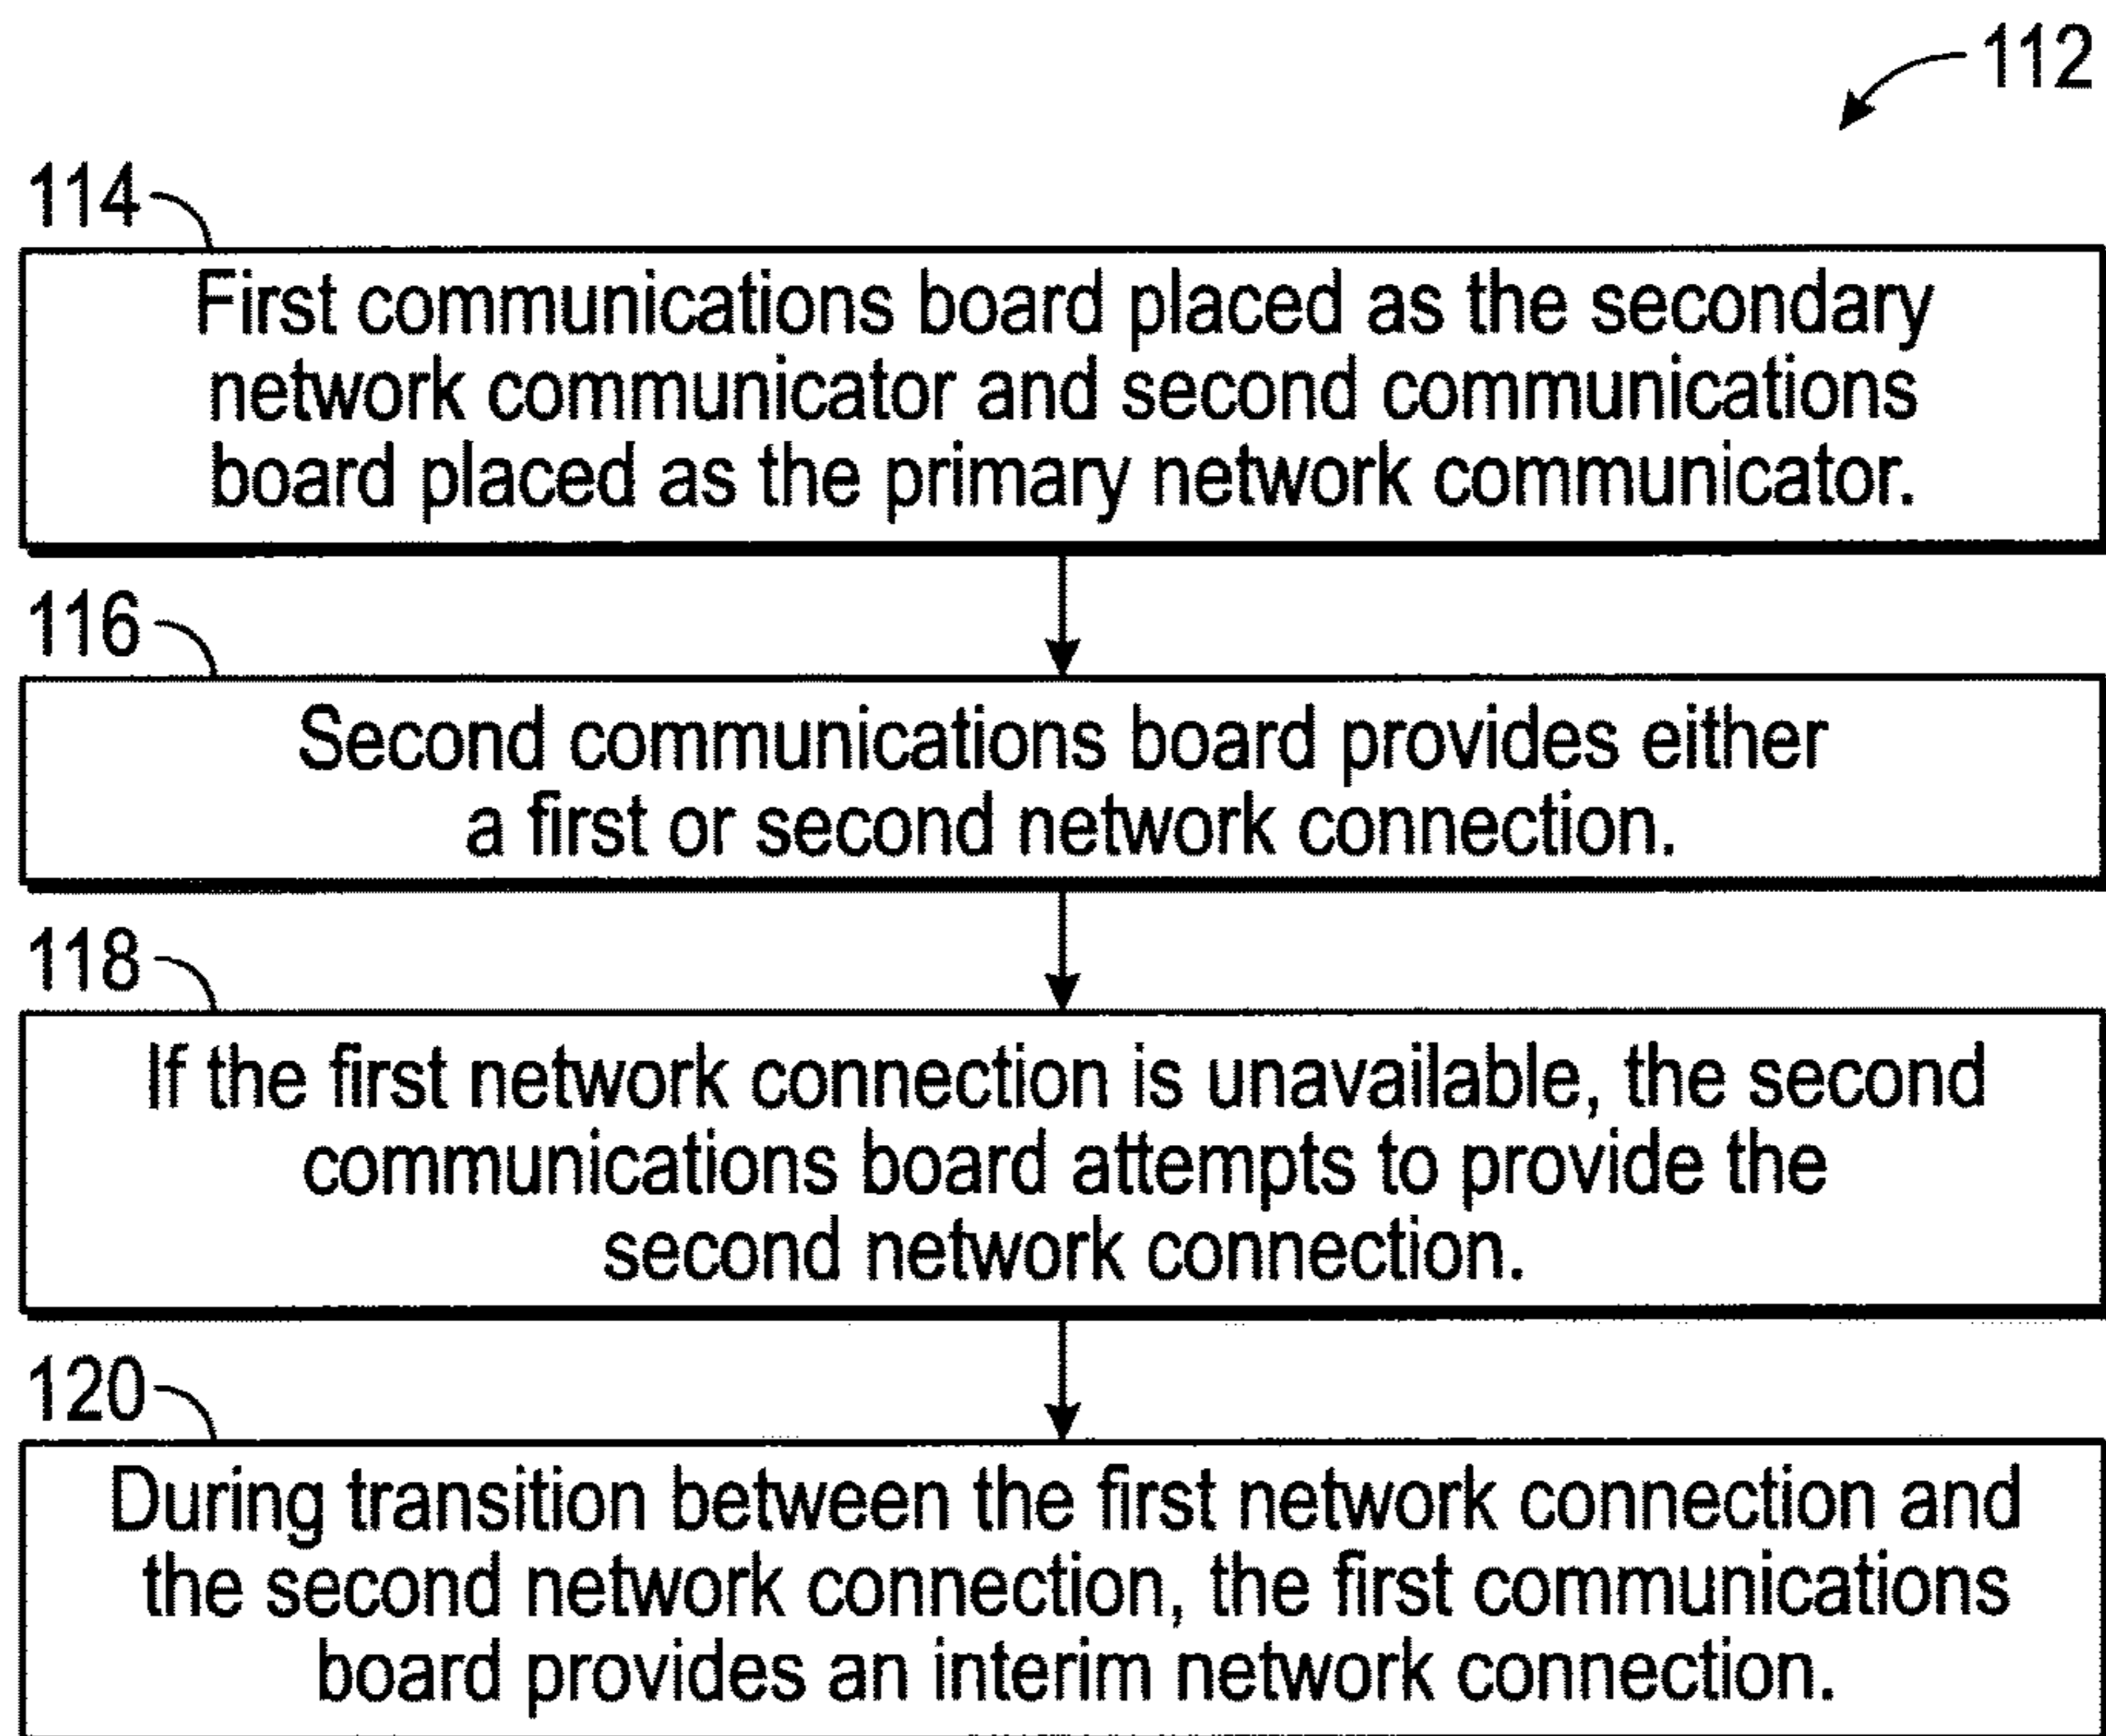 112
114
First communications board placed as the secondary
network communicator and second communications
board placed as the primary network communicator.
116
Second communications board provides either
a first or second network connection.
118
If the first network connection is unavailable, the second
communications board attempts to provide the
second network connection.
120
During transition between the first network connection and
the second network connection, the first communications
board provides an interim network connection.